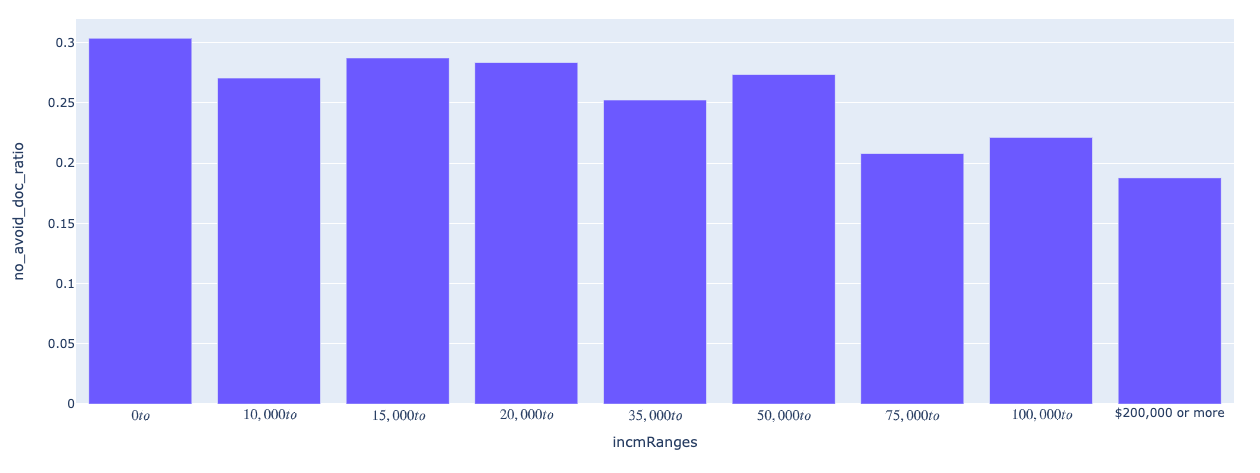 0.3
0.25
0.2
0.15
0.1
0.05
0
no_avoid_doc_ratio
0to
10,000to
15,000to
20,000to
35,000to
50,000to
75,000to
100,000to
$200,000 or more
incmRanges